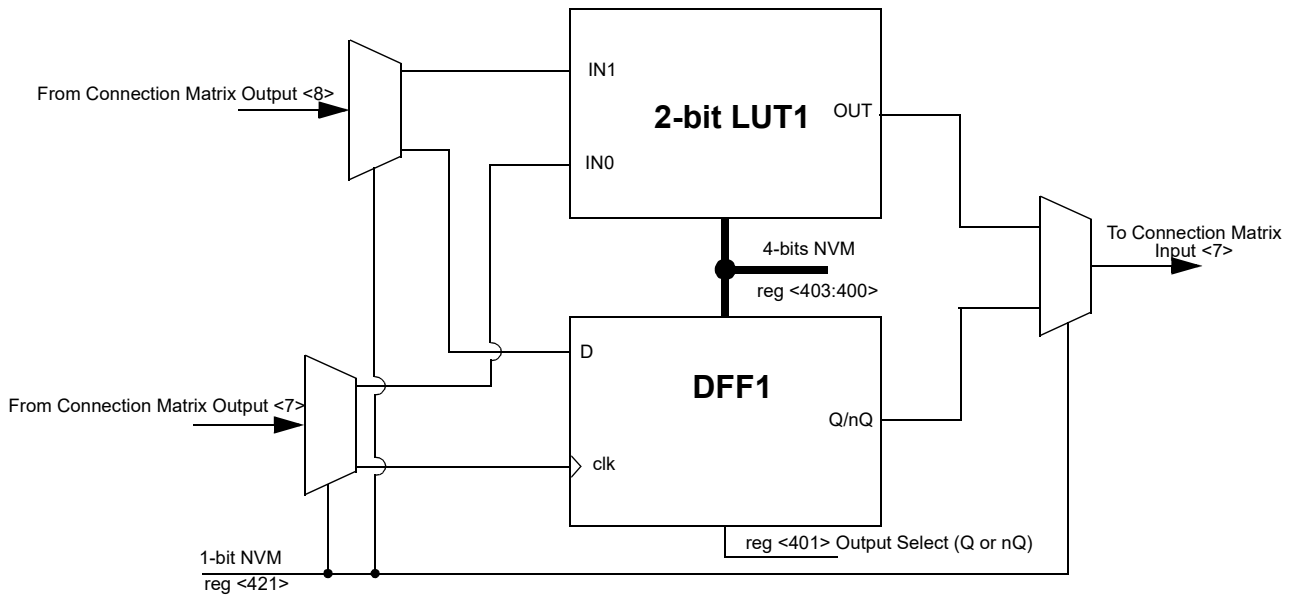 From Connection Matrix Output <8>
IN1
2-bit LUT1
OUT
IN0
To Connection Matrix
Input <7>
4-bits NVM
reg <403:400>
D
DFF1
From Connection Matrix Output <7>
Q/nQ
clk
reg <401> Output Select (Q or nQ)
1-bit NVM
reg <421>